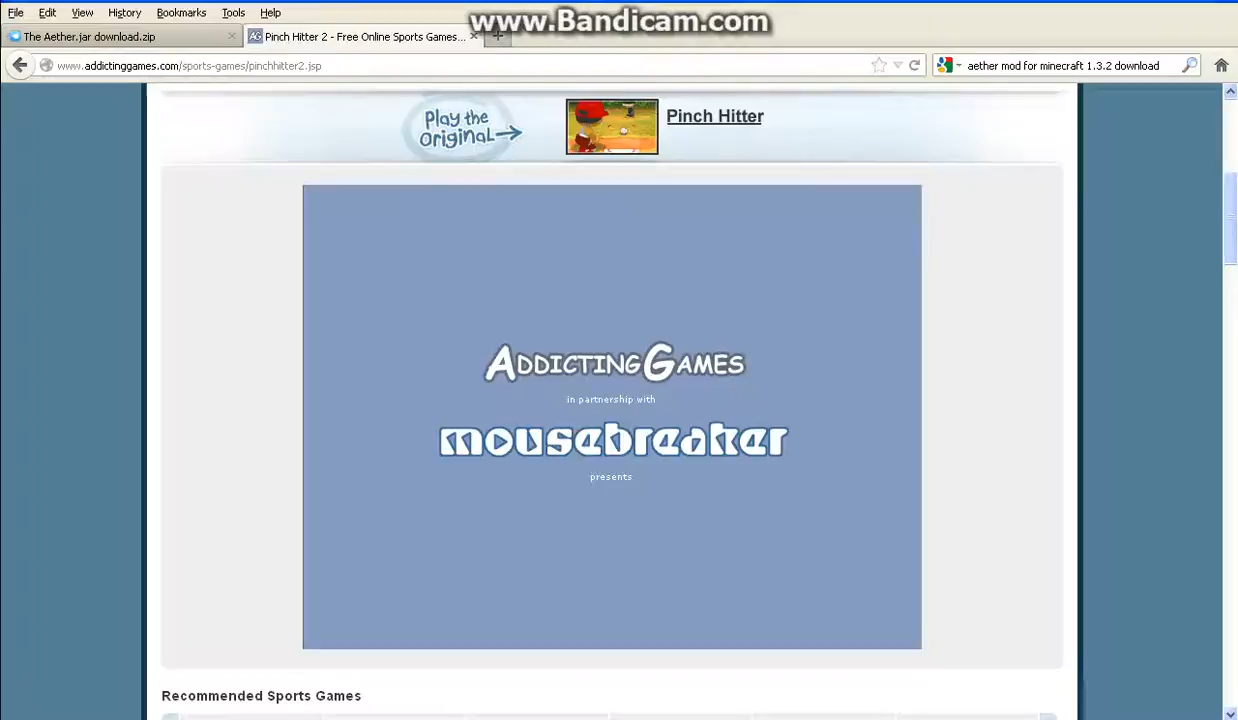 File Edit View History Bookmarks Tools Help
www.Bandicam.com
The Aether.jar download.zip
AG Pinch Hitter 2 - Free Online Sports Games...
www.addictinggames.com/sports-games/pinchhitter2.jsp
aether mod for minecraft 1.3.2 download
Play the
Original
Pinch Hitter
AddictingGames
in partnership with
mousebreaker
presents
Recommended Sports Games